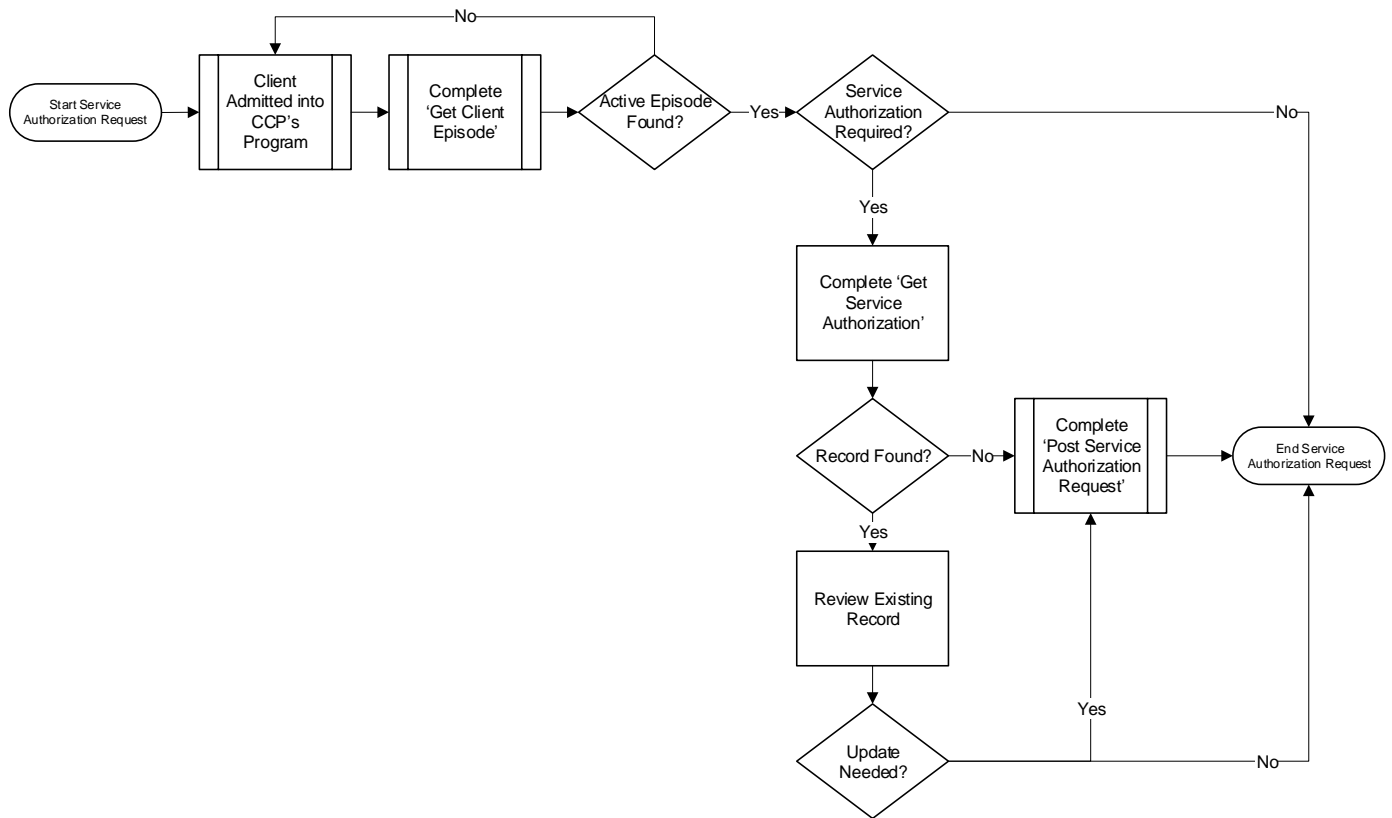 No
Start Service
Authorization Request
Client
Admitted into
CCP's
Program
Complete
'Get Client
Episode'
Active Episode
Found?
Yes
Service
Authorization
Required?
No
Yes
Complete ‘Get
Service
Authorization’
Record Found?
No
Complete
‘Post Service
Authorization
Request’
End Service
Authorization Request
Yes
Review Existing
Record
Yes
Update
Needed?
No